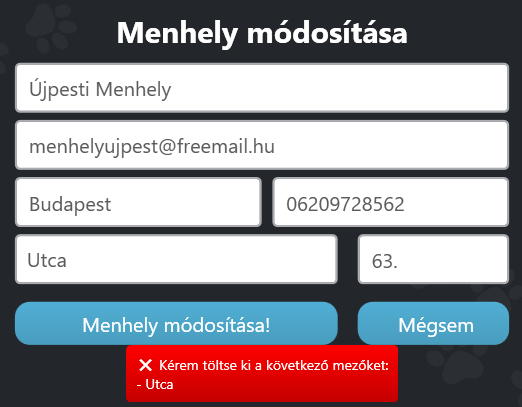 Menhely módosítása
Újpesti Menhely
menhelyujpest@freemail.hu
Budapest
06209728562
Utca
63.
Menhely módosítása!
Mégsem
❌ Kérem töltse ki a következő mezőket:
- Utca